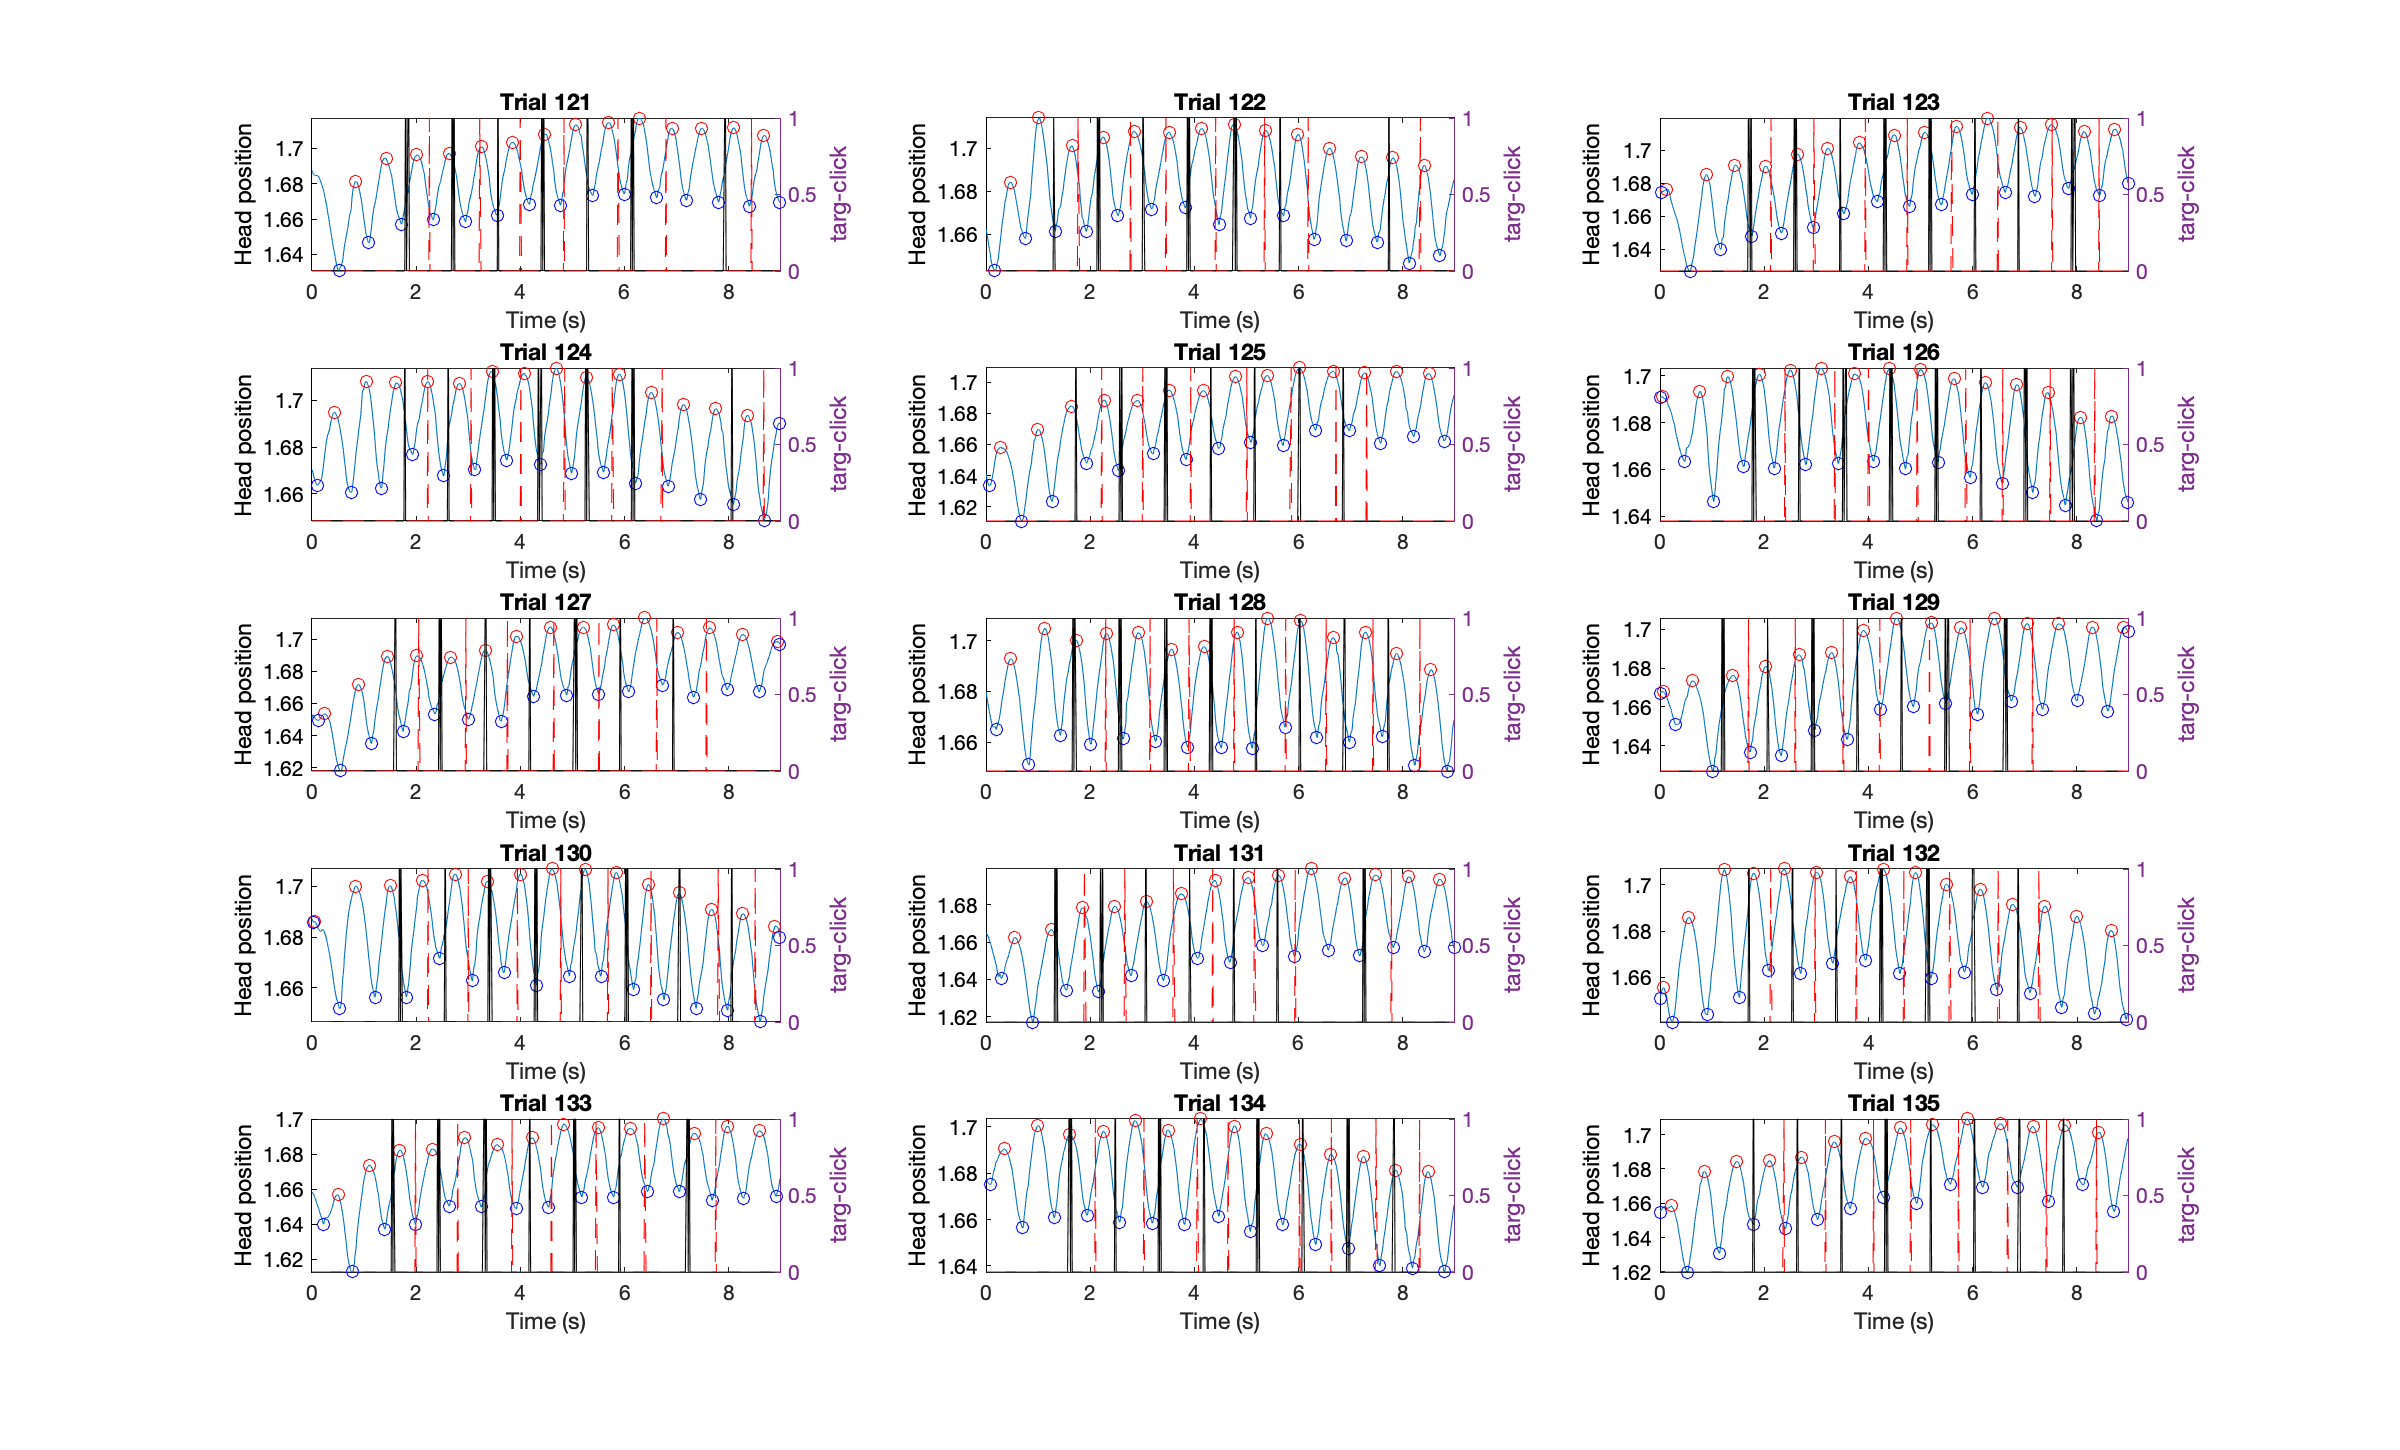 Trial 121
Head position
1.7
1.68
1.66
1.64
0 2 4 6 8
Time (s)
1
0.5
0
targ-click
Trial 122
Head position
1.7
1.68
1.66
0 2 4 6 8
Time (s)
1
0.5
0
targ-click
Trial 123
Head position
1.7
1.68
1.66
1.64
0 2 4 6 8
Time (s)
1
0.5
0
targ-click
Trial 124
Head position
1.7
1.68
1.66
0 2 4 6 8
Time (s)
1
0.5
0
targ-click
Trial 125
Head position
1.7
1.68
1.66
1.64
1.62
0 2 4 6 8
Time (s)
1
0.5
0
targ-click
Trial 126
Head position
1.7
1.68
1.66
1.64
0 2 4 6 8
Time (s)
1
0.5
0
targ-click
Trial 127
Head position
1.7
1.68
1.66
1.64
1.62
0 2 4 6 8
Time (s)
1
0.5
0
targ-click
Trial 128
Head position
1.7
1.68
1.66
0 2 4 6 8
Time (s)
1
0.5
0
targ-click
Trial 129
Head position
1.7
1.68
1.66
1.64
0 2 4 6 8
Time (s)
1
0.5
0
targ-click
Trial 130
Head position
1.7
1.68
1.66
0 2 4 6 8
Time (s)
1
0.5
0
targ-click
Trial 131
Head position
1.68
1.66
1.64
1.62
0 2 4 6 8
Time (s)
1
0.5
0
targ-click
Trial 132
Head position
1.7
1.68
1.66
0 2 4 6 8
Time (s)
1
0.5
0
targ-click
Trial 133
Head position
1.7
1.68
1.66
1.64
1.62
0 2 4 6 8
Time (s)
1
0.5
0
targ-click
Trial 134
Head position
1.7
1.68
1.66
1.64
0 2 4 6 8
Time (s)
1
0.5
0
targ-click
Trial 135
Head position
1.7
1.68
1.66
1.64
1.62
0 2 4 6 8
Time (s)
1
0.5
0
targ-click